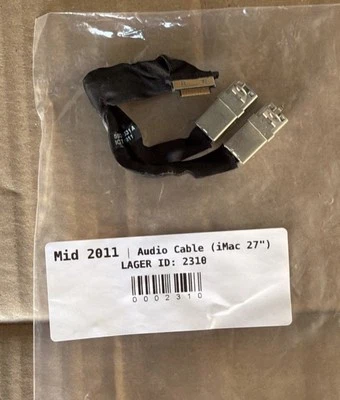 Mid 2011 | Audio Cable (iMac 27")
LAGER ID: 2310
0002310